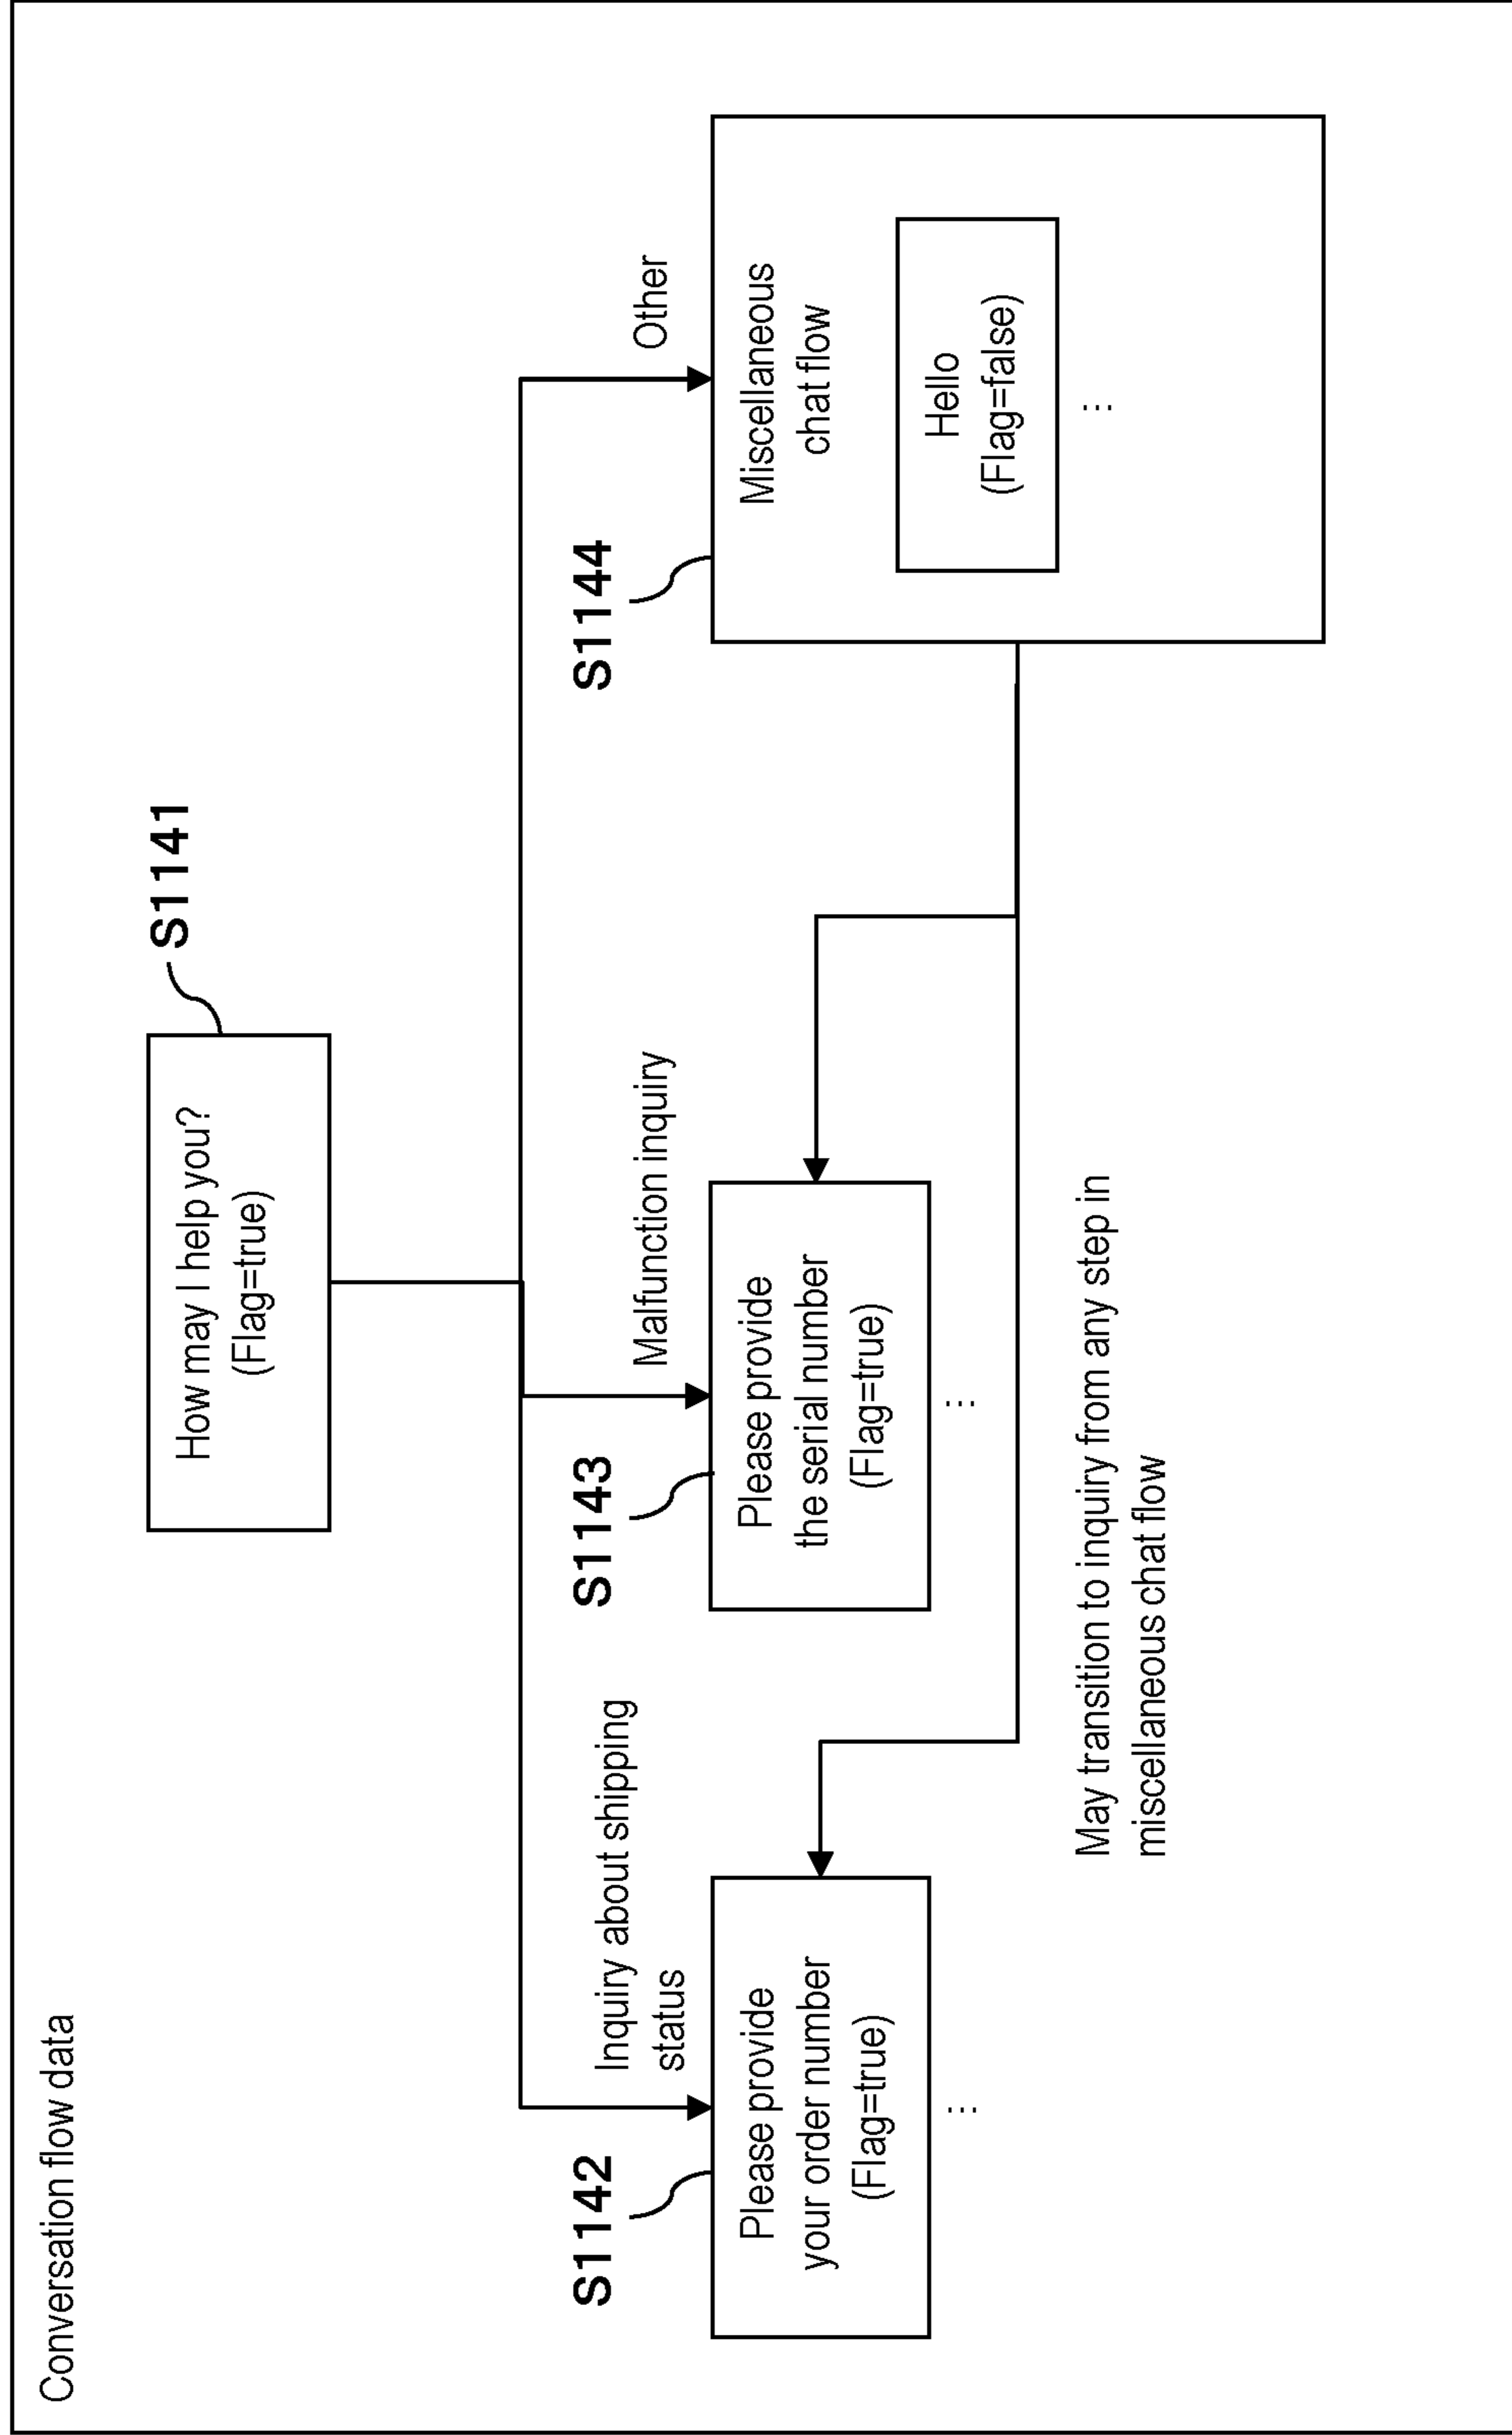 Conversation flow data
How may I help you?
(Flag=true)
S1141
Inquiry about shipping
status
Malfunction inquiry
Other
S1142
Please provide
your order number
(Flag=true)
...
S1143
Please provide
the serial number
(Flag=true)
...
S1144
Miscellaneous
chat flow
Hello
(Flag=false)
...
May transition to inquiry from any step in
miscellaneous chat flow